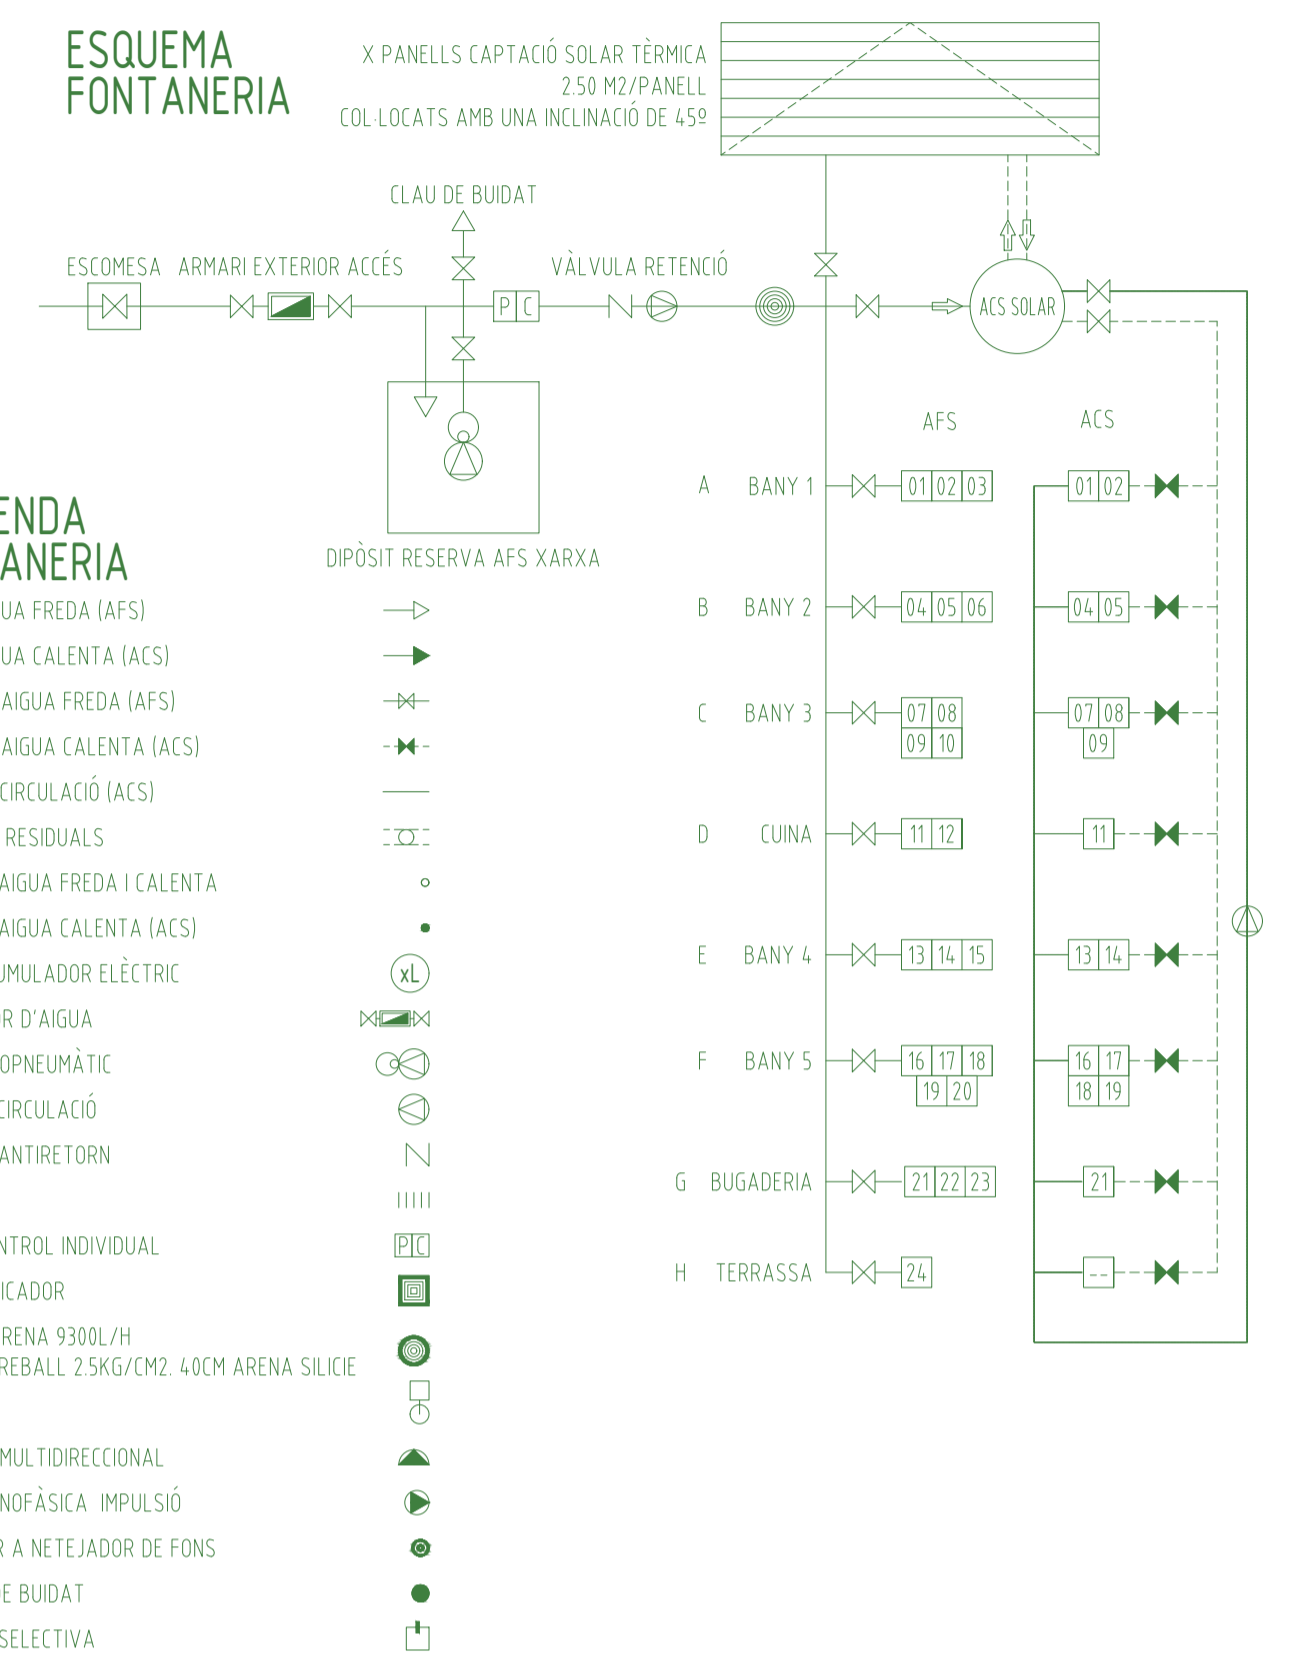 ESQUEMA
FONTANERIA
X PANELLS CAPTACIÓ SOLAR TÈRMICA
2.50 M2/PANELL
COL·LOCATS AMB UNA INCLINACIÓ DE 45º
CLAU DE BUIDAT
ESCOMESA ARMARI EXTERIOR ACCÉS
VÀLVULA RETENCIÓ
P C
ACS SOLAR
DIPÒSIT RESERVA AFS XARXA
AFS ACS
A BANY 1 01 02 03 01 02
B BANY 2 04 05 06 04 05
C BANY 3 07 08 07 08
09 10 09
D CUINA 11 12 11
E BANY 4 13 14 15 13 14
F BANY 5 16 17 18 16 17
19 20 18 19
G BUGADERIA 21 22 23 21
H TERRASSA 24 --
ENDA
ANERIA
UA FREDA (AFS)
UA CALENTA (ACS)
AIGUA FREDA (AFS)
AIGUA CALENTA (ACS)
CIRCULACIÓ (ACS)
RESIDUALS
AIGUA FREDA I CALENTA
AIGUA CALENTA (ACS)
UMULADOR ELÈCTRIC xL
R D'AIGUA
OPNEUMÀTIC
CIRCULACIÓ
ANTIRETORN
NTROL INDIVIDUAL PC
ICADOR
RENA 9300L/H
REBALL 2.5KG/CM2. 40CM ARENA SILICIE
MULTIDIRECCIONAL
NOFÀSICA IMPULSIÓ
R A NETEJADOR DE FONS
DE BUIDAT
SELECTIVA